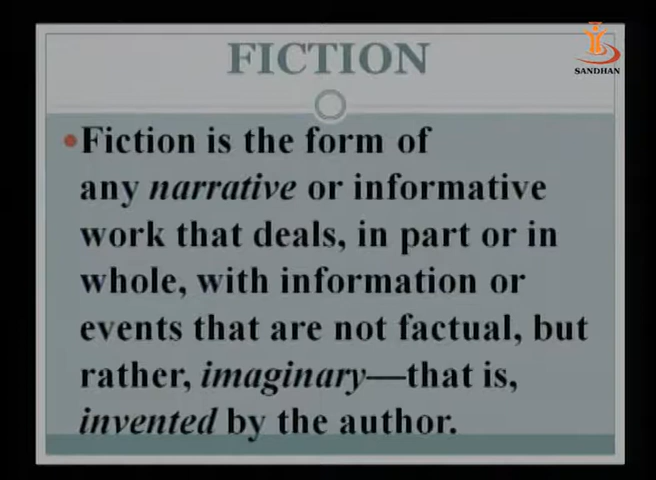 FICTION
SANDHAN
•Fiction is the form of
any narrative or informative
work that deals, in part or in
whole, with information or
events that are not factual, but
rather, imaginary—that is,
invented by the author.